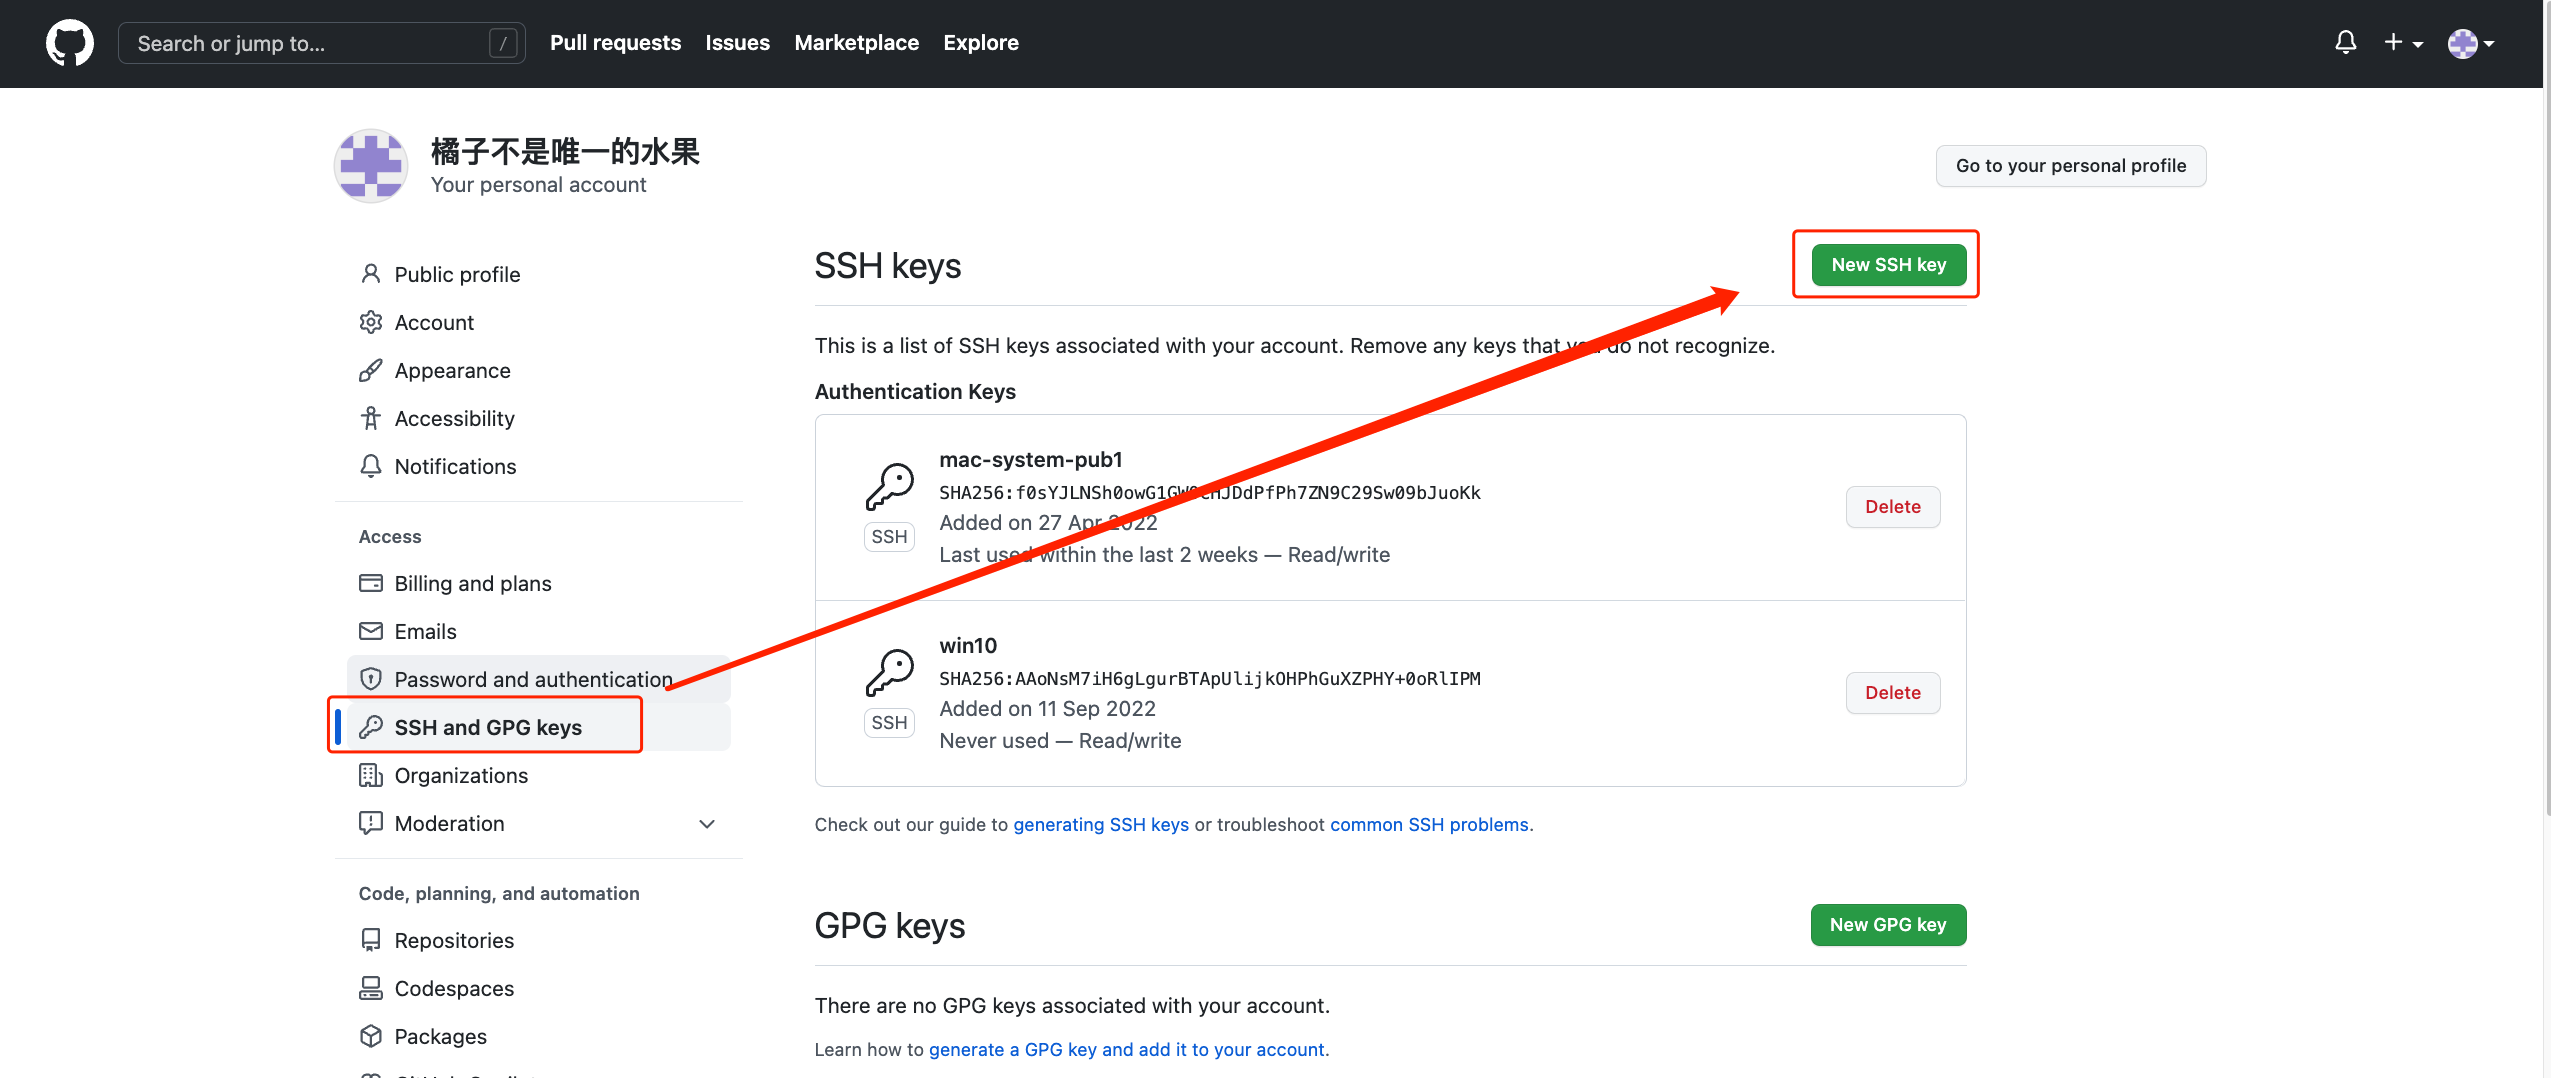 Search or jump to... /
Pull requests
Issues
Marketplace
Explore
橘子不是唯一的水果
Your personal account
Go to your personal profile
Public profile
Account
Appearance
Accessibility
Notifications
Access
Billing and plans
Emails
Password and authentication
SSH and GPG keys
Organizations
Moderation
Code, planning, and automation
Repositories
Codespaces
Packages
SSH keys
New SSH key
This is a list of SSH keys associated with your account. Remove any keys that you do not recognize.
Authentication Keys
mac-system-pub1
Added on 27 Apr 2022
Last used within the last 2 weeks — Read/write
SSH
Delete
win10
SHA256:AAoNsM7iH6gLgurBTApUlijkOHPhGuXZPHY+0oRlIPM
Added on 11 Sep 2022
Never used — Read/write
SSH
Delete
Check out our guide to generating SSH keys or troubleshoot common SSH problems.
GPG keys
New GPG key
There are no GPG keys associated with your account.
Learn how to generate a GPG key and add it to your account.